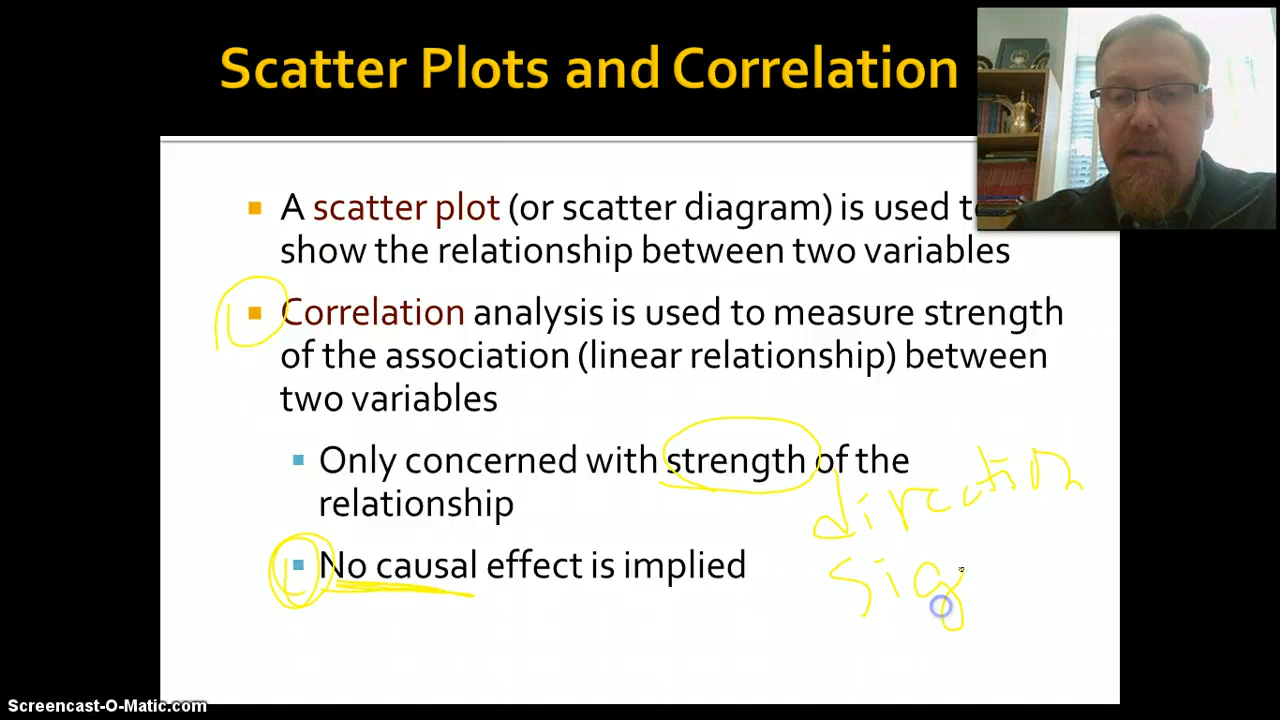 Scatter Plots and Correlation
A scatter plot (or scatter diagram) is used to
show the relationship between two variables
Correlation analysis is used to measure strength
of the association (linear relationship) between
two variables
Only concerned with strength of the
relationship
direction
No causal effect is implied
sig
Screencast-O-Matic.com